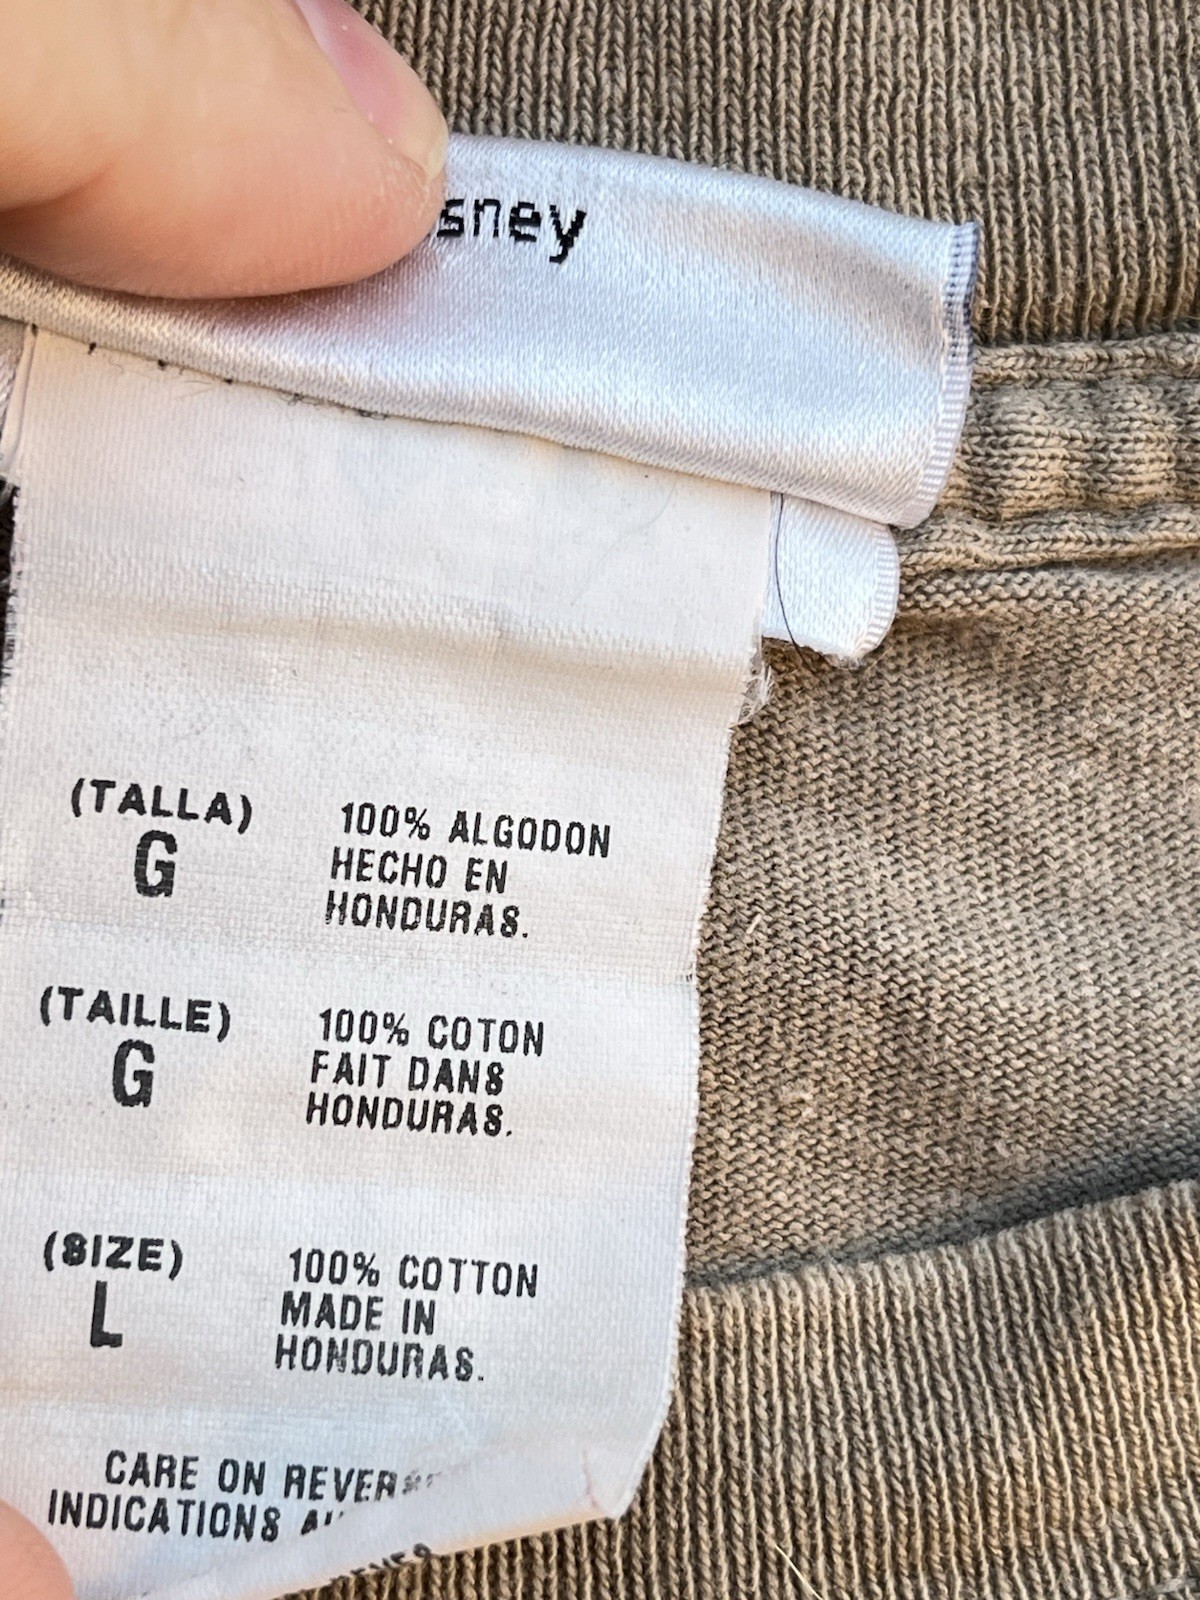 sney
(TALLA)
G
100% ALGODON
HECHO EN
HONDURAS.
(TAILLE)
G
100% COTON
FAIT DANS
HONDURAS.
(SIZE)
L
100% COTTON
MADE IN
HONDURAS.
CARE ON
INDICATIONS